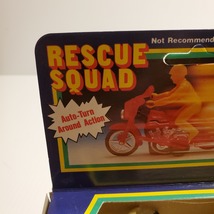 Not Recommend
RESCUE
SQUAD
Auto-Turn
Around Action